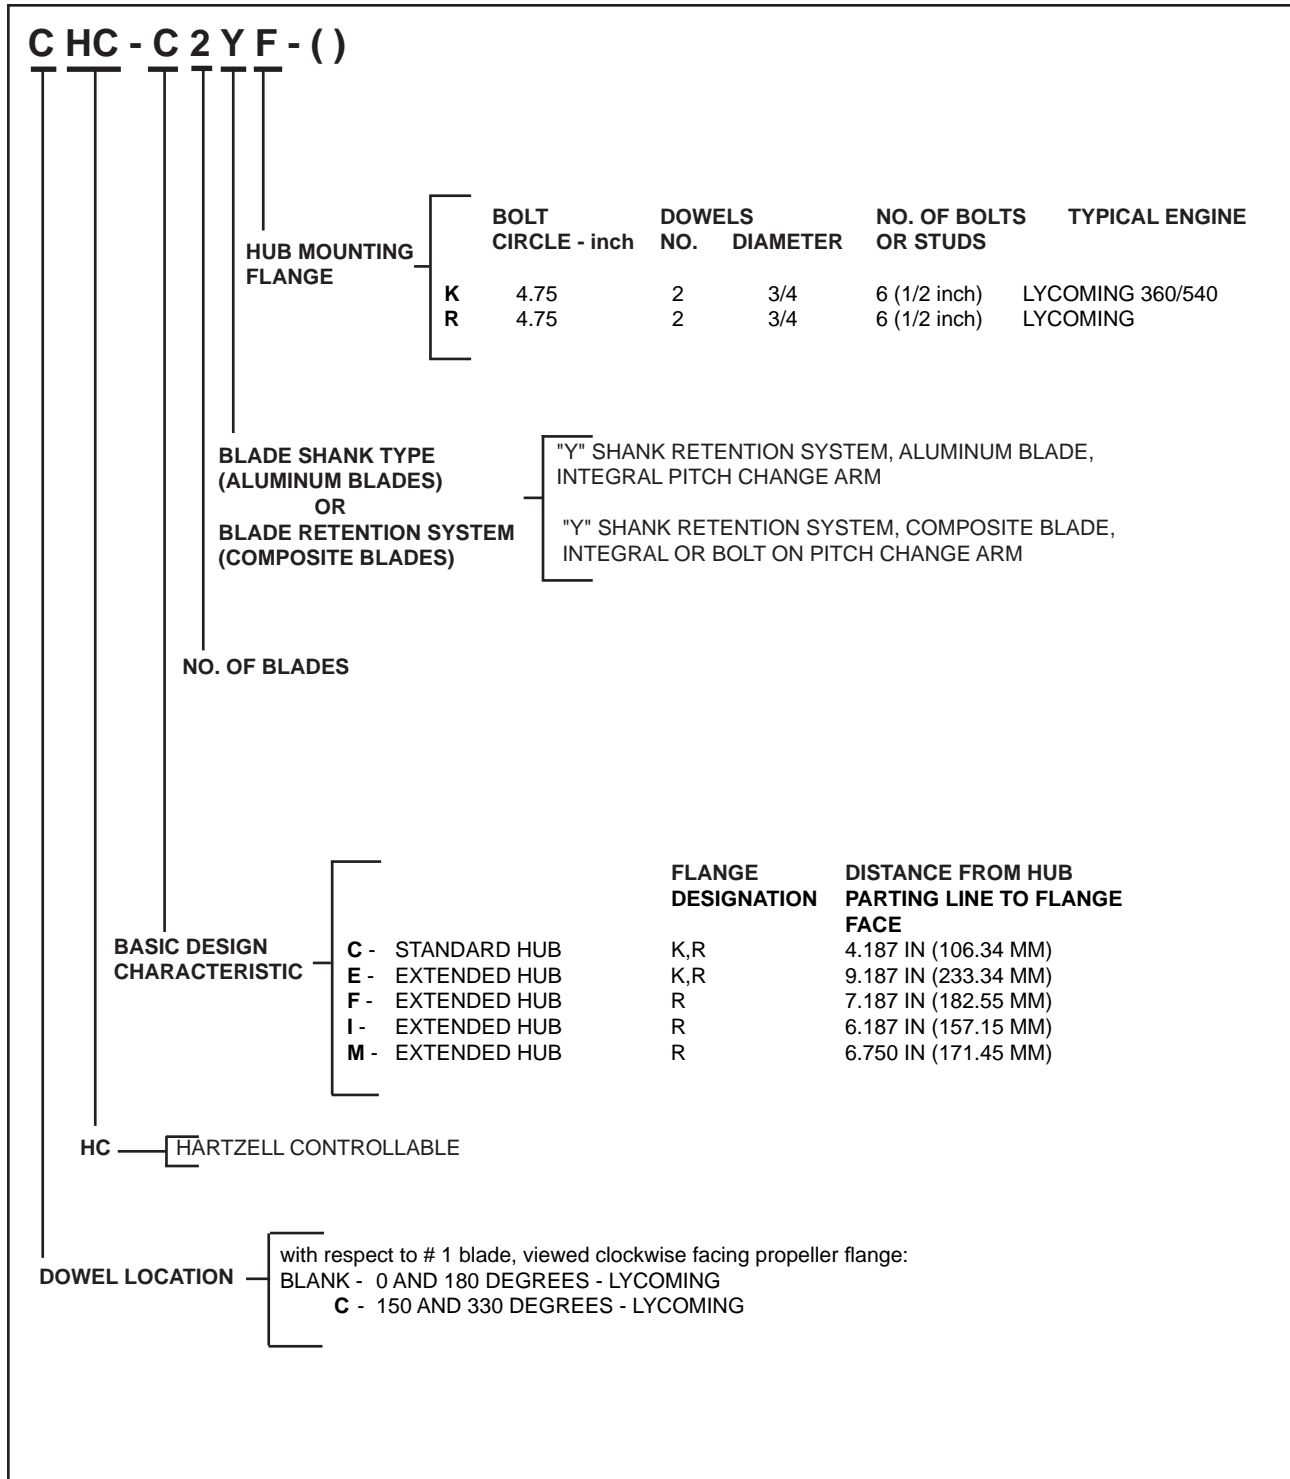 C HC - C 2 Y F - ( )
BOLT DOWELS NO. OF BOLTS TYPICAL ENGINE
CIRCLE - inch NO. DIAMETER OR STUDS
HUB MOUNTING
FLANGE
K 4.75 2 3/4 6 (1/2 inch) LYCOMING 360/540
R 4.75 2 3/4 6 (1/2 inch) LYCOMING
BLADE SHANK TYPE
(ALUMINUM BLADES)
OR
BLADE RETENTION SYSTEM
(COMPOSITE BLADES)
"Y" SHANK RETENTION SYSTEM, ALUMINUM BLADE,
INTEGRAL PITCH CHANGE ARM
"Y" SHANK RETENTION SYSTEM, COMPOSITE BLADE,
INTEGRAL OR BOLT ON PITCH CHANGE ARM
NO. OF BLADES
FLANGE DISTANCE FROM HUB
DESIGNATION PARTING LINE TO FLANGE
FACE
BASIC DESIGN
CHARACTERISTIC
C - STANDARD HUB K,R 4.187 IN (106.34 MM)
E - EXTENDED HUB K,R 9.187 IN (233.34 MM)
F - EXTENDED HUB R 7.187 IN (182.55 MM)
I - EXTENDED HUB R 6.187 IN (157.15 MM)
M - EXTENDED HUB R 6.750 IN (171.45 MM)
HC HARTZELL CONTROLLABLE
DOWEL LOCATION
with respect to # 1 blade, viewed clockwise facing propeller flange:
BLANK - 0 AND 180 DEGREES - LYCOMING
C - 150 AND 330 DEGREES - LYCOMING